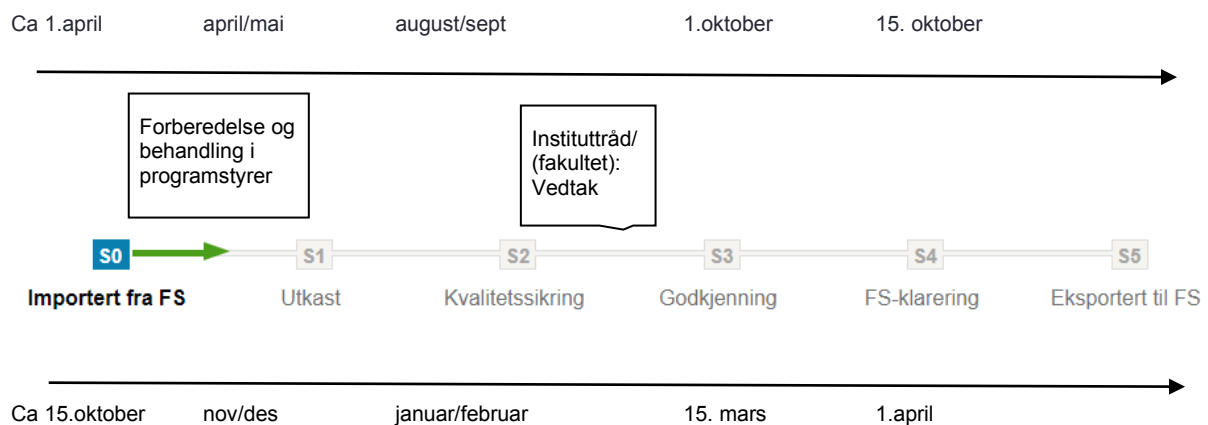 Ca 1.april april/mai august/sept 1.oktober 15. oktober
Forberedelse og
behandling i
programstyrer
Instituttråd/
(fakultet):
Vedtak
S0 S1 S2 S3 S4 S5
Importert fra FS Utkast Kvalitetssikring Godkjenning FS-klarering Eksportert til FS
Ca 15.oktober nov/des januar/februar 15. mars 1.april